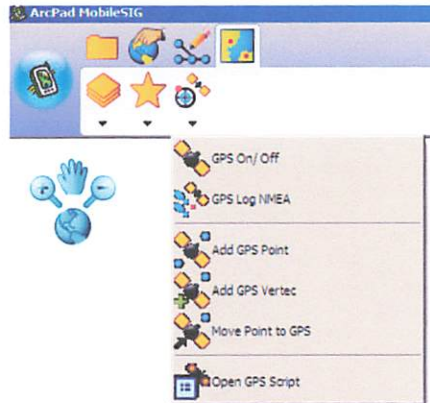 ArcPad MobileSIG
GPS On/ Off
GPS Log NMEA
Add GPS Point
Add GPS Vertec
Move Point to GPS
Open GPS Script